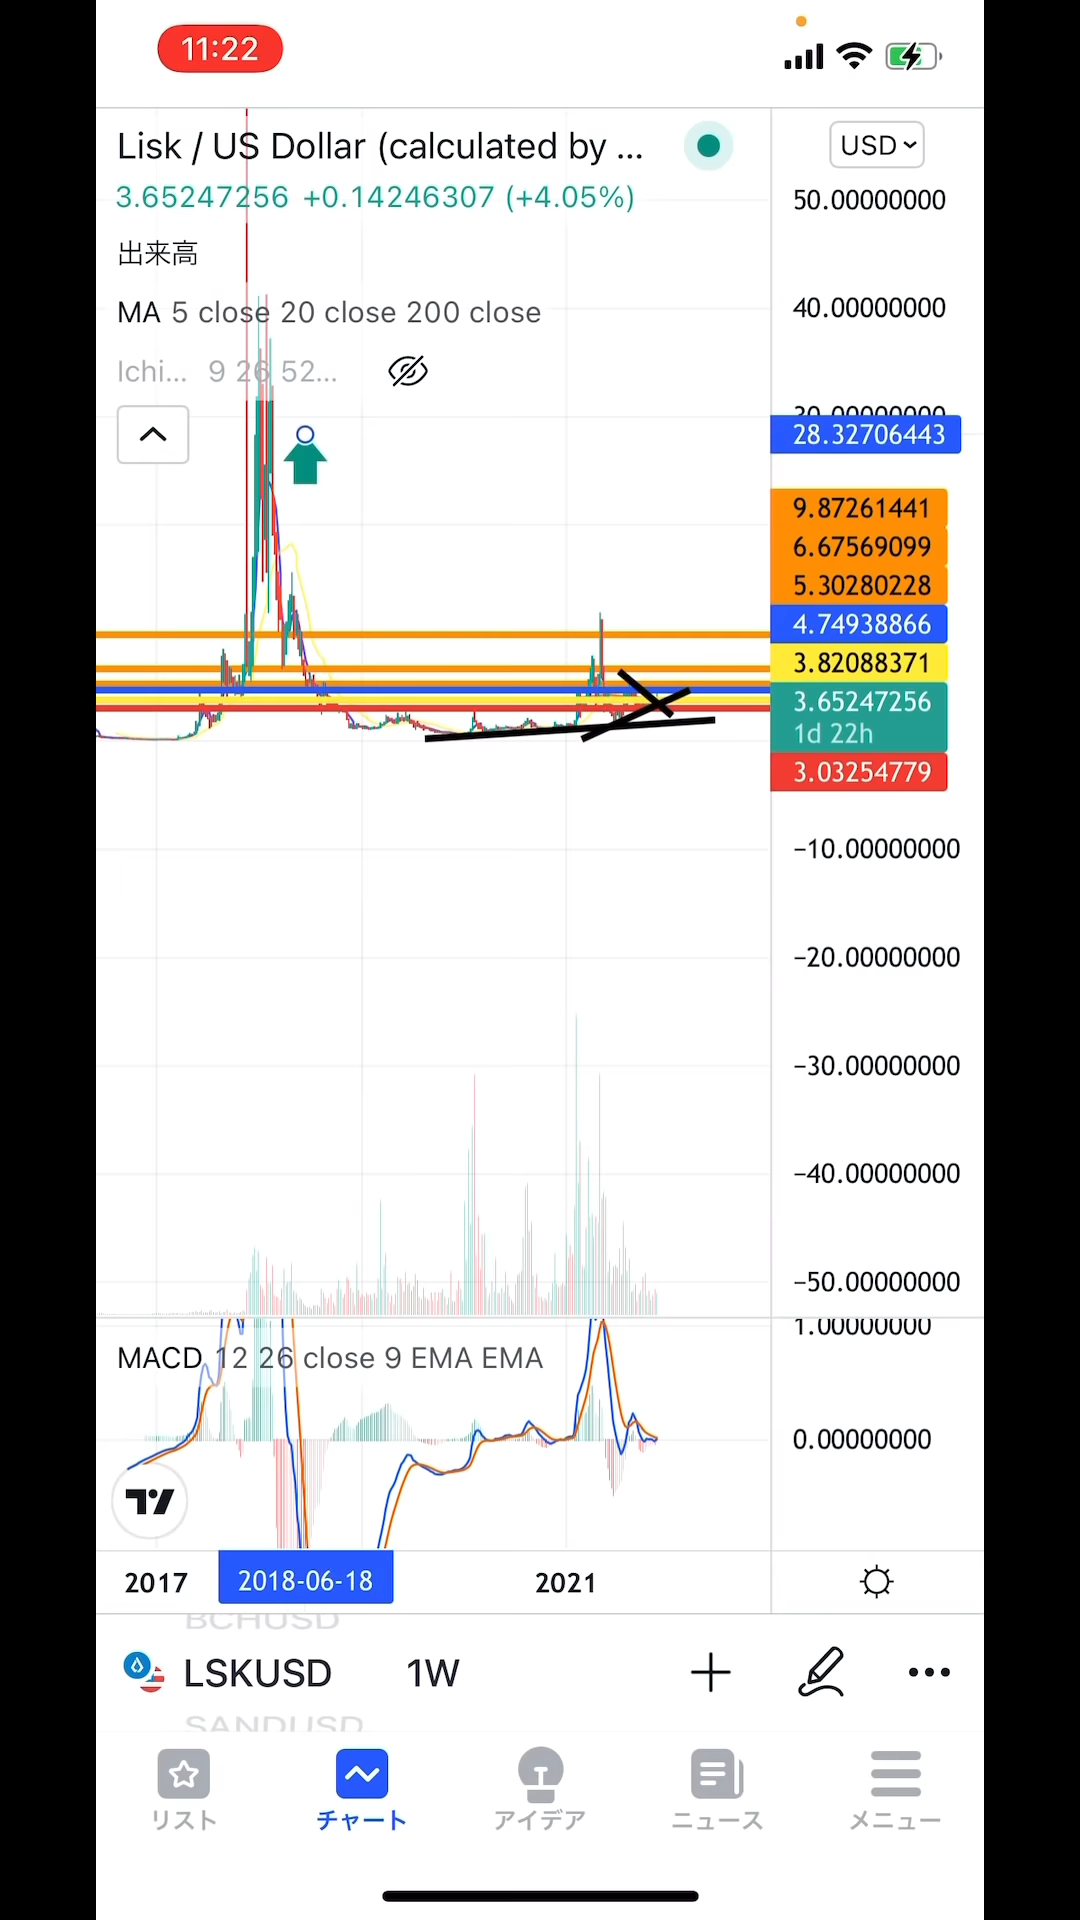 11:22
Lisk / US Dollar (calculated by ...
USD
3.65247256 +0.14246307 (+4.05%)
50.00000000
出来高
MA 5 close 20 close 200 close
40.00000000
Ichi... 9 26 52...
30.00000000
28.32706443
9.87261441
6.67569099
5.30280228
4.74938866
3.82088371
3.65247256
1d 22h
3.03254779
−10.00000000
−20.00000000
−30.00000000
−40.00000000
−50.00000000
1.00000000
MACD 12 26 close 9 EMA EMA
0.00000000
2017 2018-06-18 2021
BCHUSD
LSKUSD 1W
SANDUSD
リスト チャート アイデア ニュース メニュー